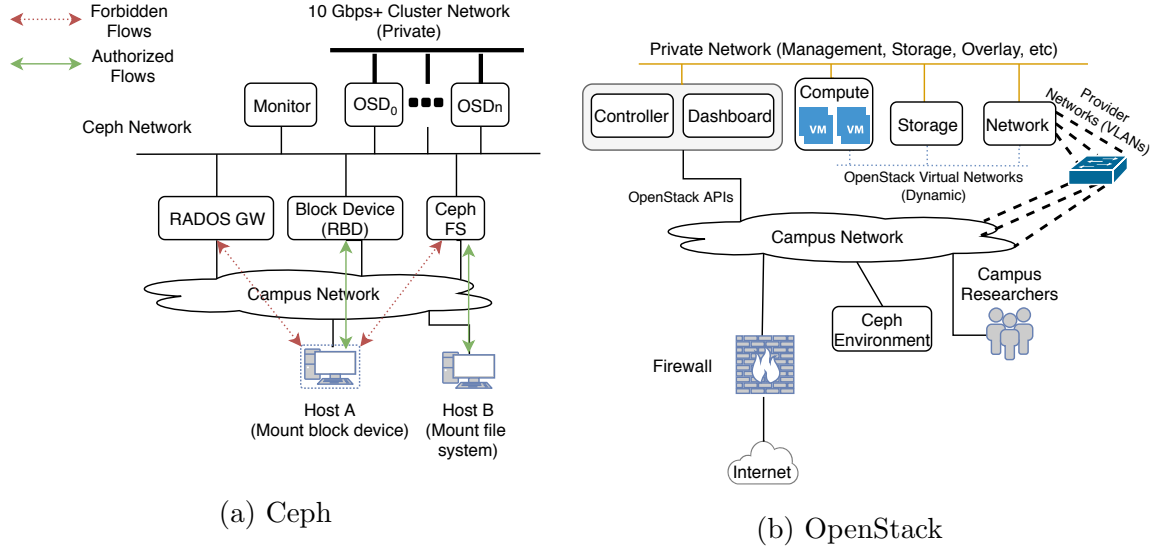 Forbidden
Flows
Authorized
Flows
10 Gbps+ Cluster Network
(Private)
Monitor
OSD0
OSDn
Ceph Network
RADOS GW
Block Device
(RBD)
Ceph
FS
Campus Network
Host A
(Mount block device)
Host B
(Mount file
system)
(a) Ceph
Private Network (Management, Storage, Overlay, etc)
Controller
Dashboard
Compute
VM
VM
Storage
Network
Provider
Networks (VLANs)
OpenStack APIs
OpenStack Virtual Networks
(Dynamic)
Campus Network
Campus
Researchers
Ceph
Environment
Firewall
Internet
(b) OpenStack